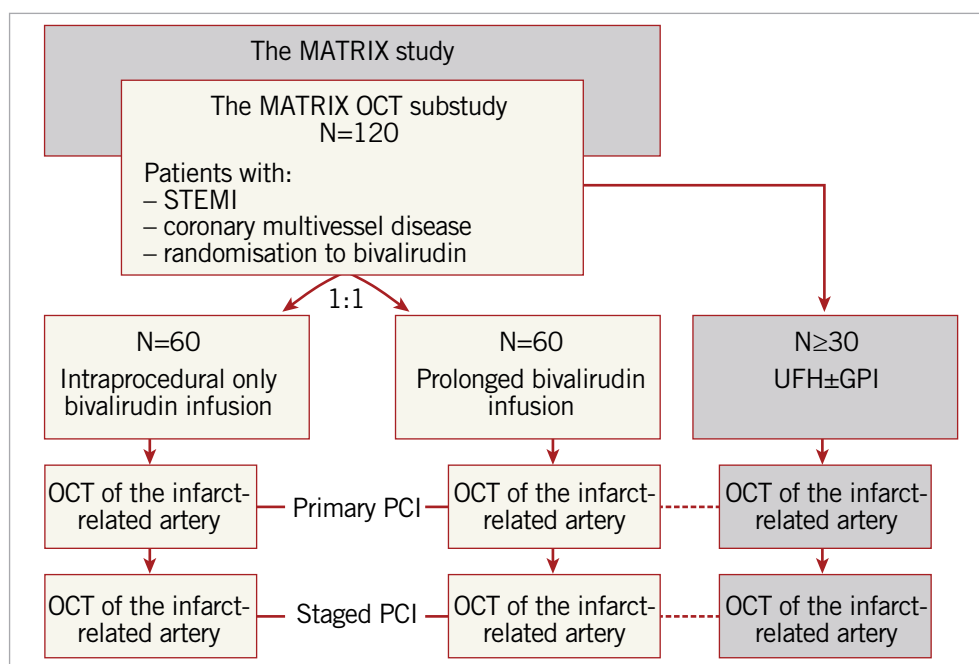 The MATRIX study
The MATRIX OCT substudy
N=120
Patients with:
– STEMI
– coronary multivessel disease
– randomisation to bivalirudin
1:1
N=60
Intraprocedural only
bivalirudin infusion
N=60
Prolonged bivalirudin
infusion
N≥30
UFH±GPI
OCT of the infarct-
related artery
Primary PCI
OCT of the infarct-
related artery
OCT of the infarct-
related artery
OCT of the infarct-
related artery
Staged PCI
OCT of the infarct-
related artery
OCT of the infarct-
related artery